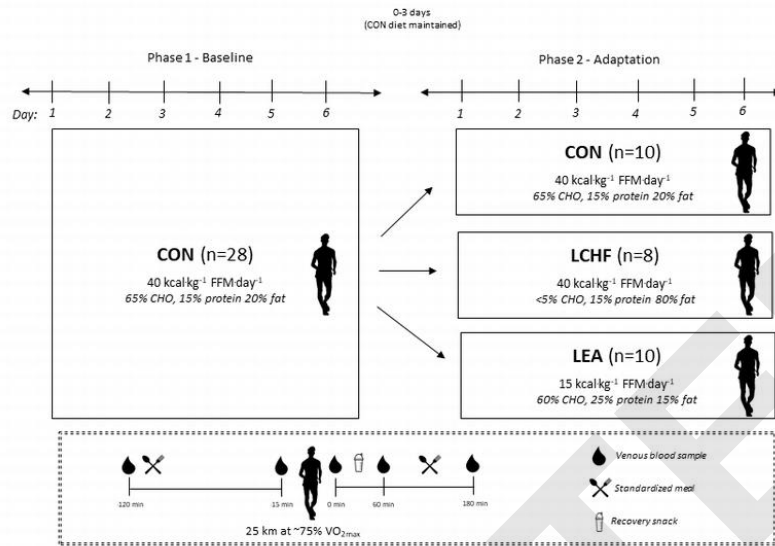 0-3 days
(CON diet maintained)
Phase 1 - Baseline
Phase 2 - Adaptation
Day: 1 2 3 4 5 6
1 2 3 4 5 6
CON (n=28)
40 kcal·kg⁻¹ FFM·day⁻¹
65% CHO, 15% protein 20% fat
CON (n=10)
40 kcal·kg⁻¹ FFM·day⁻¹
65% CHO, 15% protein 20% fat
LCHF (n=8)
40 kcal·kg⁻¹ FFM·day⁻¹
<5% CHO, 15% protein 80% fat
LEA (n=10)
15 kcal·kg⁻¹ FFM·day⁻¹
60% CHO, 25% protein 15% fat
120 min
15 min
0 min
60 min
180 min
25 km at ~75% VO₂max
Venous blood sample
Standardized meal
Recovery snack